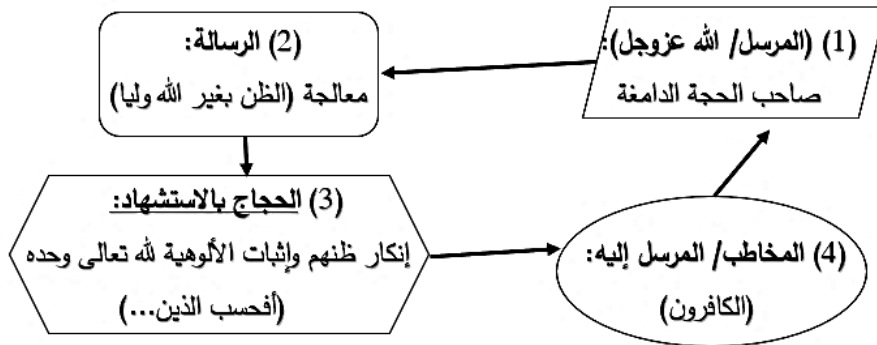 (1) (المرسل/ الله عزوجل):
صاحب الحجة الدامغة
(2) الرسالة:
معالجة (الظن بغير الله وليا)
(3) الحجاج بالاستشهاد:
إنكار ظنهم وإثبات الألوهية لله تعالى وحده
(أفحسب الذين...)
(4) المخاطب/ المرسل إليه:
(الكافرون)